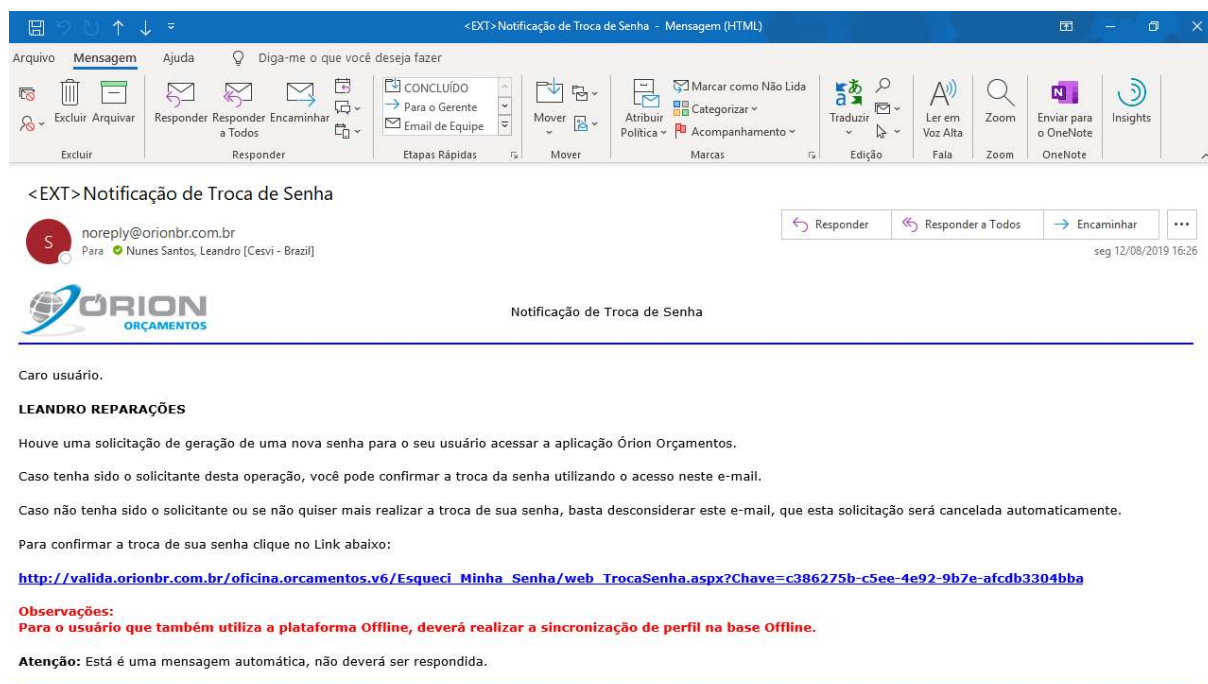 <EXT>Notificação de Troca de Senha - Mensagem (HTML)
Arquivo Mensagem Ajuda Diga-me o que você deseja fazer
Excluir Arquivar
Responder Responder a Todos Encaminhar
CONCLUÍDO
Para o Gerente
Email de Equipe
Mover
Atribuir Política
Marcar como Não Lida
Categorizar
Acompanhamento
Traduzir
Ler em Voz Alta
Zoom
Enviar para o OneNote
Insights
Excluir Responder Etapas Rápidas Mover Marcas Edição Fala Zoom OneNote
<EXT>Notificação de Troca de Senha
S
noreply@orionbr.com.br
Para Nunes Santos, Leandro [Cesvi - Brazil]
Responder Responder a Todos Encaminhar
seg 12/08/2019 16:26
ÓRION
ORÇAMENTOS
Notificação de Troca de Senha
Caro usuário.
LEANDRO REPARAÇÕES
Houve uma solicitação de geração de uma nova senha para o seu usuário acessar a aplicação Órion Orçamentos.
Caso tenha sido o solicitante desta operação, você pode confirmar a troca da senha utilizando o acesso neste e-mail.
Caso não tenha sido o solicitante ou se não quiser mais realizar a troca de sua senha, basta desconsiderar este e-mail, que esta solicitação será cancelada automaticamente.
Para confirmar a troca de sua senha clique no Link abaixo:
http://valida.orionbr.com.br/oficina.orcamentos.v6/Esqueci_Minha_Senha/web_TrocaSenha.aspx?Chave=c386275b-c5ee-4e92-9b7e-afcdb3304bba
Observações:
Para o usuário que também utiliza a plataforma Offline, deverá realizar a sincronização de perfil na base Offline.
Atenção: Está é uma mensagem automática, não deverá ser respondida.